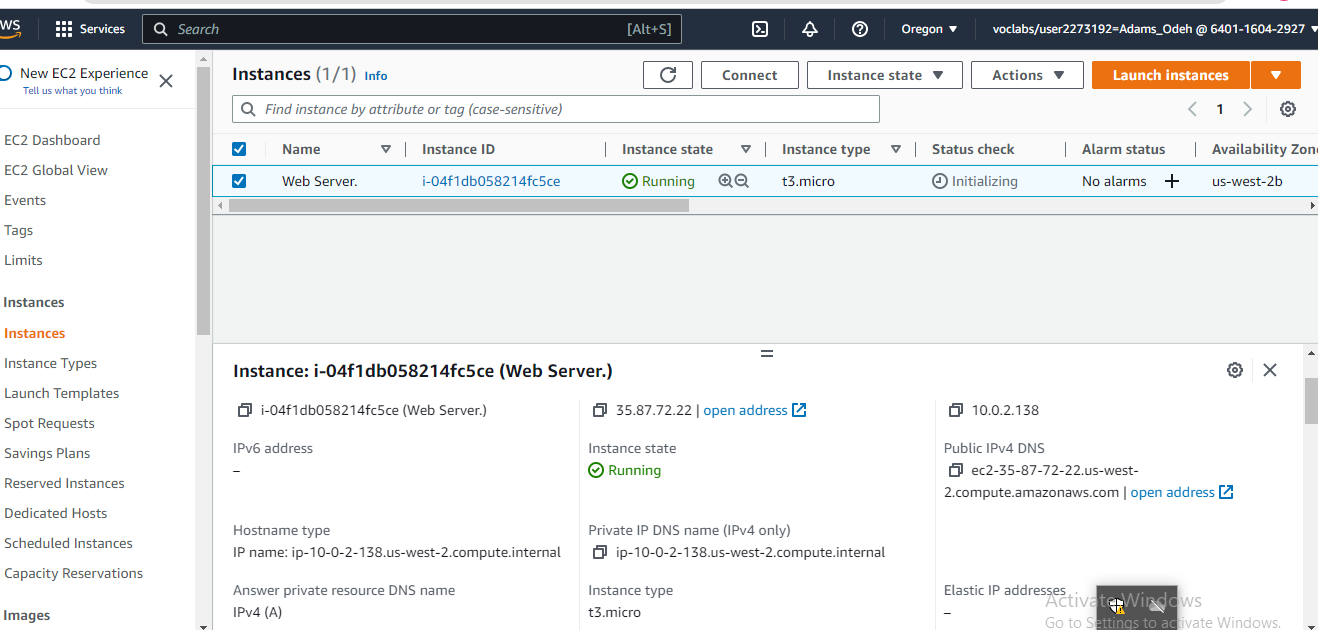 WS
Services
Search
[Alt+S]
Oregon
voclabs/user2273192=Adams_Odeh @ 6401-1604-2927
New EC2 Experience
Tell us what you think
EC2 Dashboard
EC2 Global View
Events
Tags
Limits
Instances
Instances
Instance Types
Launch Templates
Spot Requests
Savings Plans
Reserved Instances
Dedicated Hosts
Scheduled Instances
Capacity Reservations
Images
Instances (1/1) Info
Connect
Instance state
Actions
Launch instances
Find instance by attribute or tag (case-sensitive)
1
Name
Instance ID
Instance state
Instance type
Status check
Alarm status
Availability Zon
Web Server.
i-04f1db058214fc5ce
Running
t3.micro
Initializing
No alarms
us-west-2b
Instance: i-04f1db058214fc5ce (Web Server.)
i-04f1db058214fc5ce (Web Server.)
35.87.72.22 | open address
10.0.2.138
IPv6 address
–
Instance state
Running
Public IPv4 DNS
ec2-35-87-72-22.us-west-
2.compute.amazonaws.com | open address
Hostname type
IP name: ip-10-0-2-138.us-west-2.compute.internal
Private IP DNS name (IPv4 only)
ip-10-0-2-138.us-west-2.compute.internal
Answer private resource DNS name
IPv4 (A)
Instance type
t3.micro
Elastic IP addresses
–
Activate Windows
Go to Settings to activate Windows.